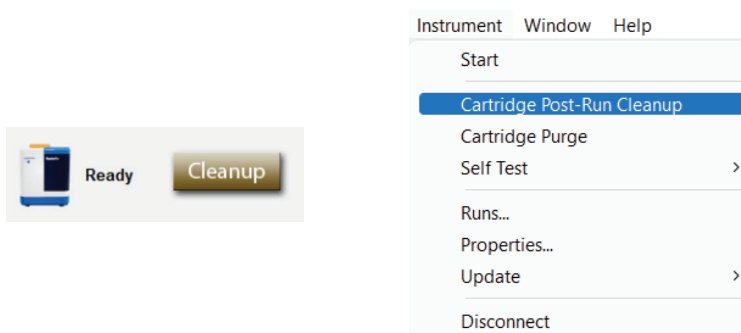 Instrument Window Help
Start
Cartridge Post-Run Cleanup
Cartridge Purge
Self Test
Runs...
Properties...
Update
Disconnect
Ready Cleanup